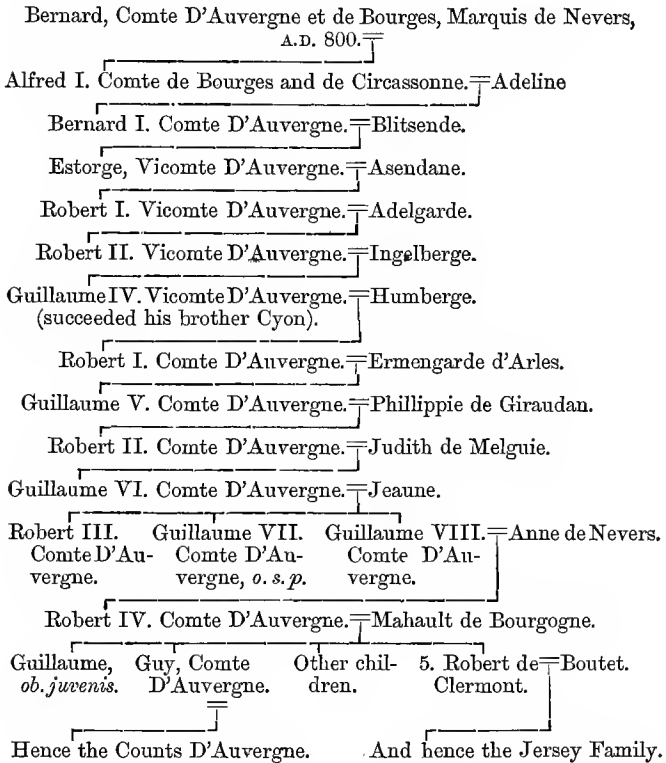 Bernard, Comte D'Auvergne et de Bourges, Marquis de Nevers,
A.D. 800.
Alfred I. Comte de Bourges and de Circassonne. Adeline
Bernard I. Comte D'Auvergne. Blitsende.
Estorge, Vicomte D'Auvergne. Asendane.
Robert I. Vicomte D'Auvergne. Adelgarde.
Robert II. Vicomte D'Auvergne. Ingelberge.
Guillaume IV. Vicomte D'Auvergne. Humberge.
(succeeded his brother Cyon).
Robert I. Comte D'Auvergne. Ermengarde d'Arles.
Guillaume V. Comte D'Auvergne. Phillippie de Giraudan.
Robert II. Comte D'Auvergne. Judith de Melguie.
Guillaume VI. Comte D'Auvergne. Jeaune.
Robert III. Guillaume VII. Guillaume VIII. Anne de Nevers.
Comte D'Au- Comte D'Au- Comte D'Au-
vergne. vergne, o. s. p. vergne.
Robert IV. Comte D'Auvergne. Mahault de Bourgogne.
Guillaume, Guy, Comte Other chil- 5. Robert de Boutet.
ob. juvenis. D'Auvergne. dren. Clermont.
Hence the Counts D'Auvergne. And hence the Jersey Family.